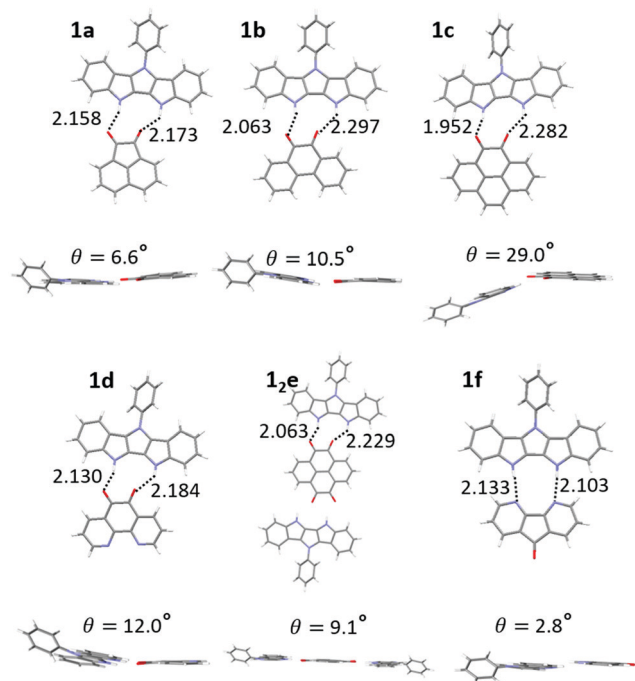 1a
1b
1c
2.158
2.173
2.063
2.297
1.952
2.282
θ = 6.6°
θ = 10.5°
θ = 29.0°
1d
1₂e
1f
2.130
2.184
2.063
2.229
2.133
2.103
θ = 12.0°
θ = 9.1°
θ = 2.8°